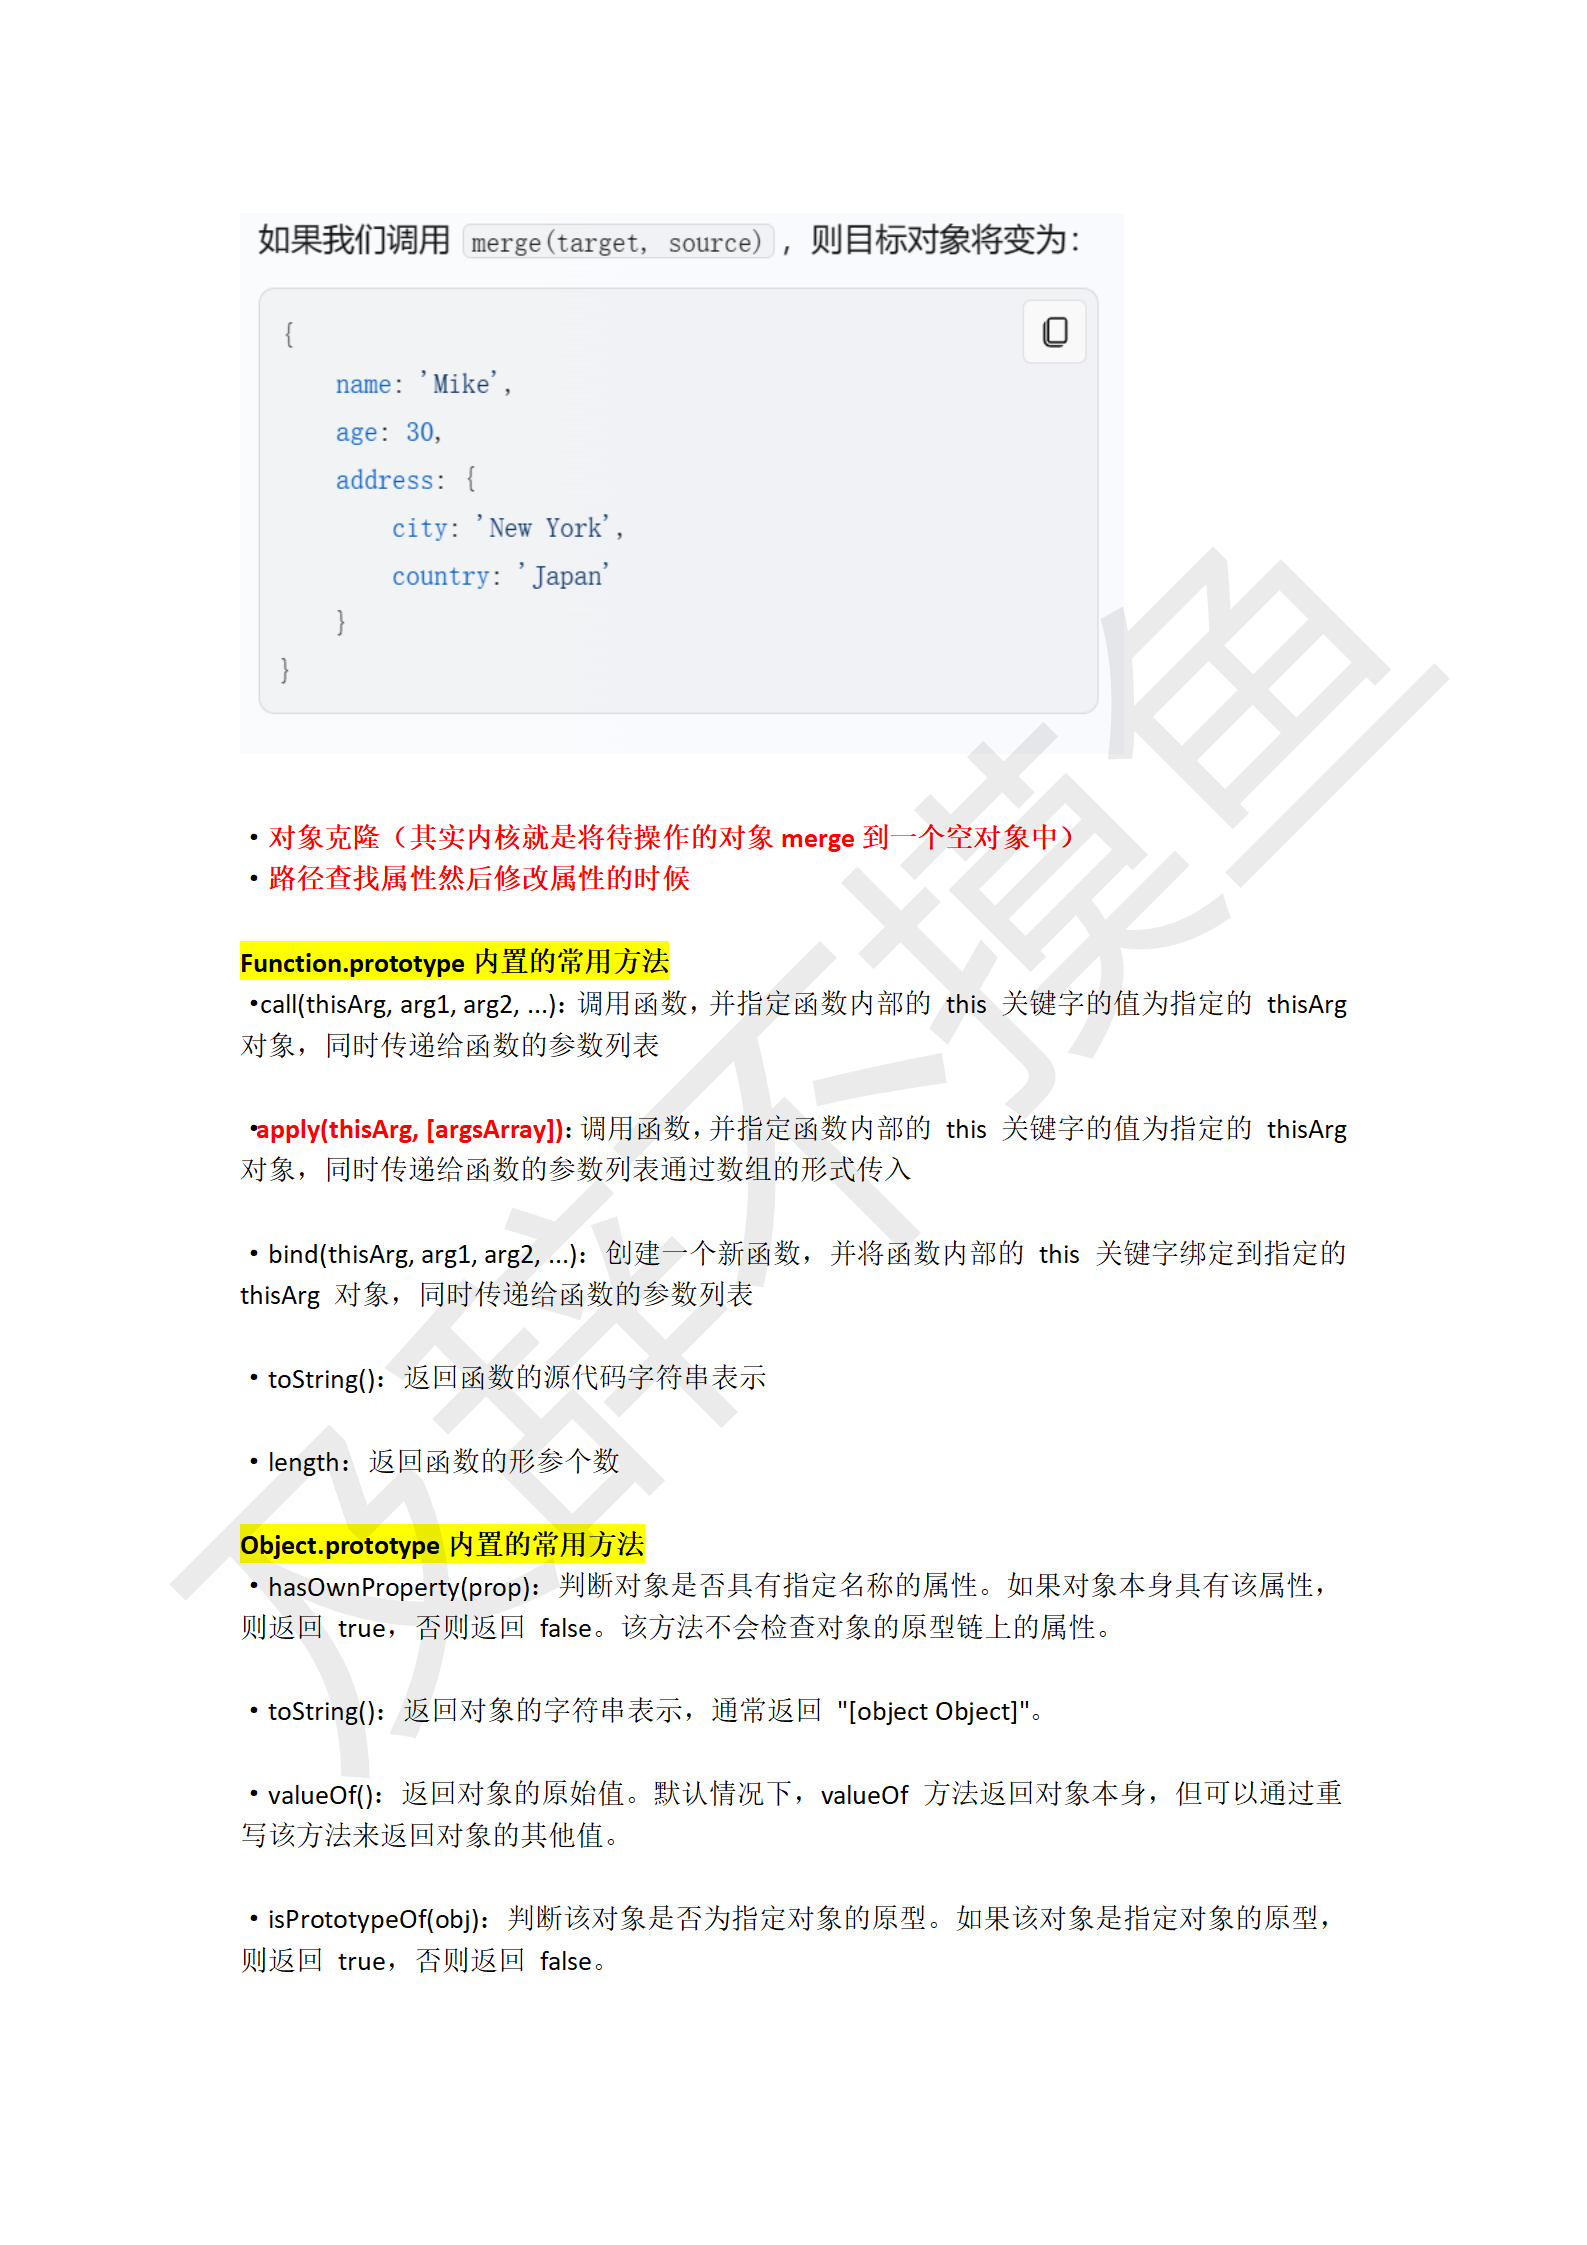 如果我们调用 merge(target, source) ，则目标对象将变为：
{
name: 'Mike',
age: 30,
address: {
city: 'New York',
country: 'Japan'
}
}
·对象克隆（其实内核就是将待操作的对象 merge 到一个空对象中）
·路径查找属性然后修改属性的时候
Function.prototype 内置的常用方法
·call(thisArg, arg1, arg2, ...)：调用函数，并指定函数内部的 this 关键字的值为指定的 thisArg
对象，同时传递给函数的参数列表
·apply(thisArg, [argsArray])：调用函数，并指定函数内部的 this 关键字的值为指定的 thisArg
对象，同时传递给函数的参数列表通过数组的形式传入
·bind(thisArg, arg1, arg2, ...)：创建一个新函数，并将函数内部的 this 关键字绑定到指定的
thisArg 对象，同时传递给函数的参数列表
·toString()：返回函数的源代码字符串表示
·length：返回函数的形参个数
Object.prototype 内置的常用方法
·hasOwnProperty(prop)：判断对象是否具有指定名称的属性。如果对象本身具有该属性，
则返回 true，否则返回 false。该方法不会检查对象的原型链上的属性。
·toString()：返回对象的字符串表示，通常返回 "[object Object]"。
·valueOf()：返回对象的原始值。默认情况下，valueOf 方法返回对象本身，但可以通过重
写该方法来返回对象的其他值。
·isPrototypeOf(obj)：判断该对象是否为指定对象的原型。如果该对象是指定对象的原型，
则返回 true，否则返回 false。
及辞不摸鱼